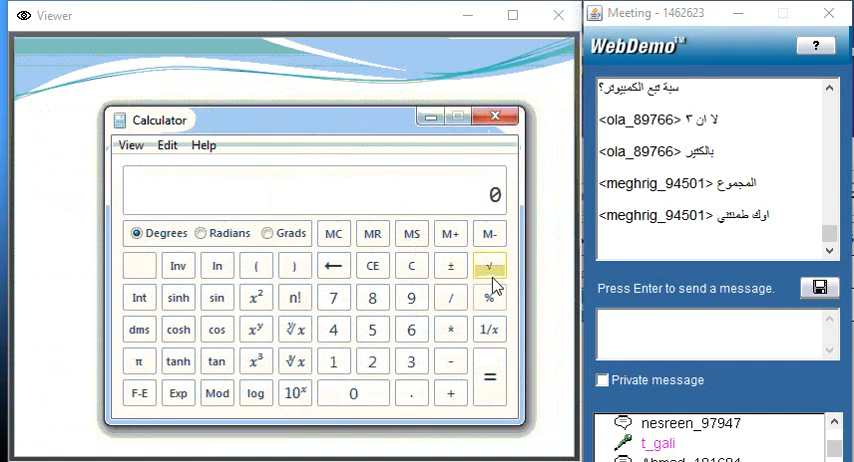 Viewer
Calculator
View Edit Help
0
Degrees Radians Grads MC MR MS M+ M-
Inv ln ( ) ← CE C ± √
Int sinh sin x² n! 7 8 9 / %
dms cosh cos xʸ ʸ√x 4 5 6 * 1/x
π tanh tan x³ ³√x 1 2 3 -
=
F-E Exp Mod log 10ˣ 0 . +
Meeting - 1462623
WebDemo™ ?
سبة تبع الكمبيوتر؟
<ola_89766> لا ان ٣
<ola_89766> بالكتير
<meghrig_94501> المجموع
<meghrig_94501> اوك طمنتني
Press Enter to send a message.
Private message
nesreen_97947
t_gali